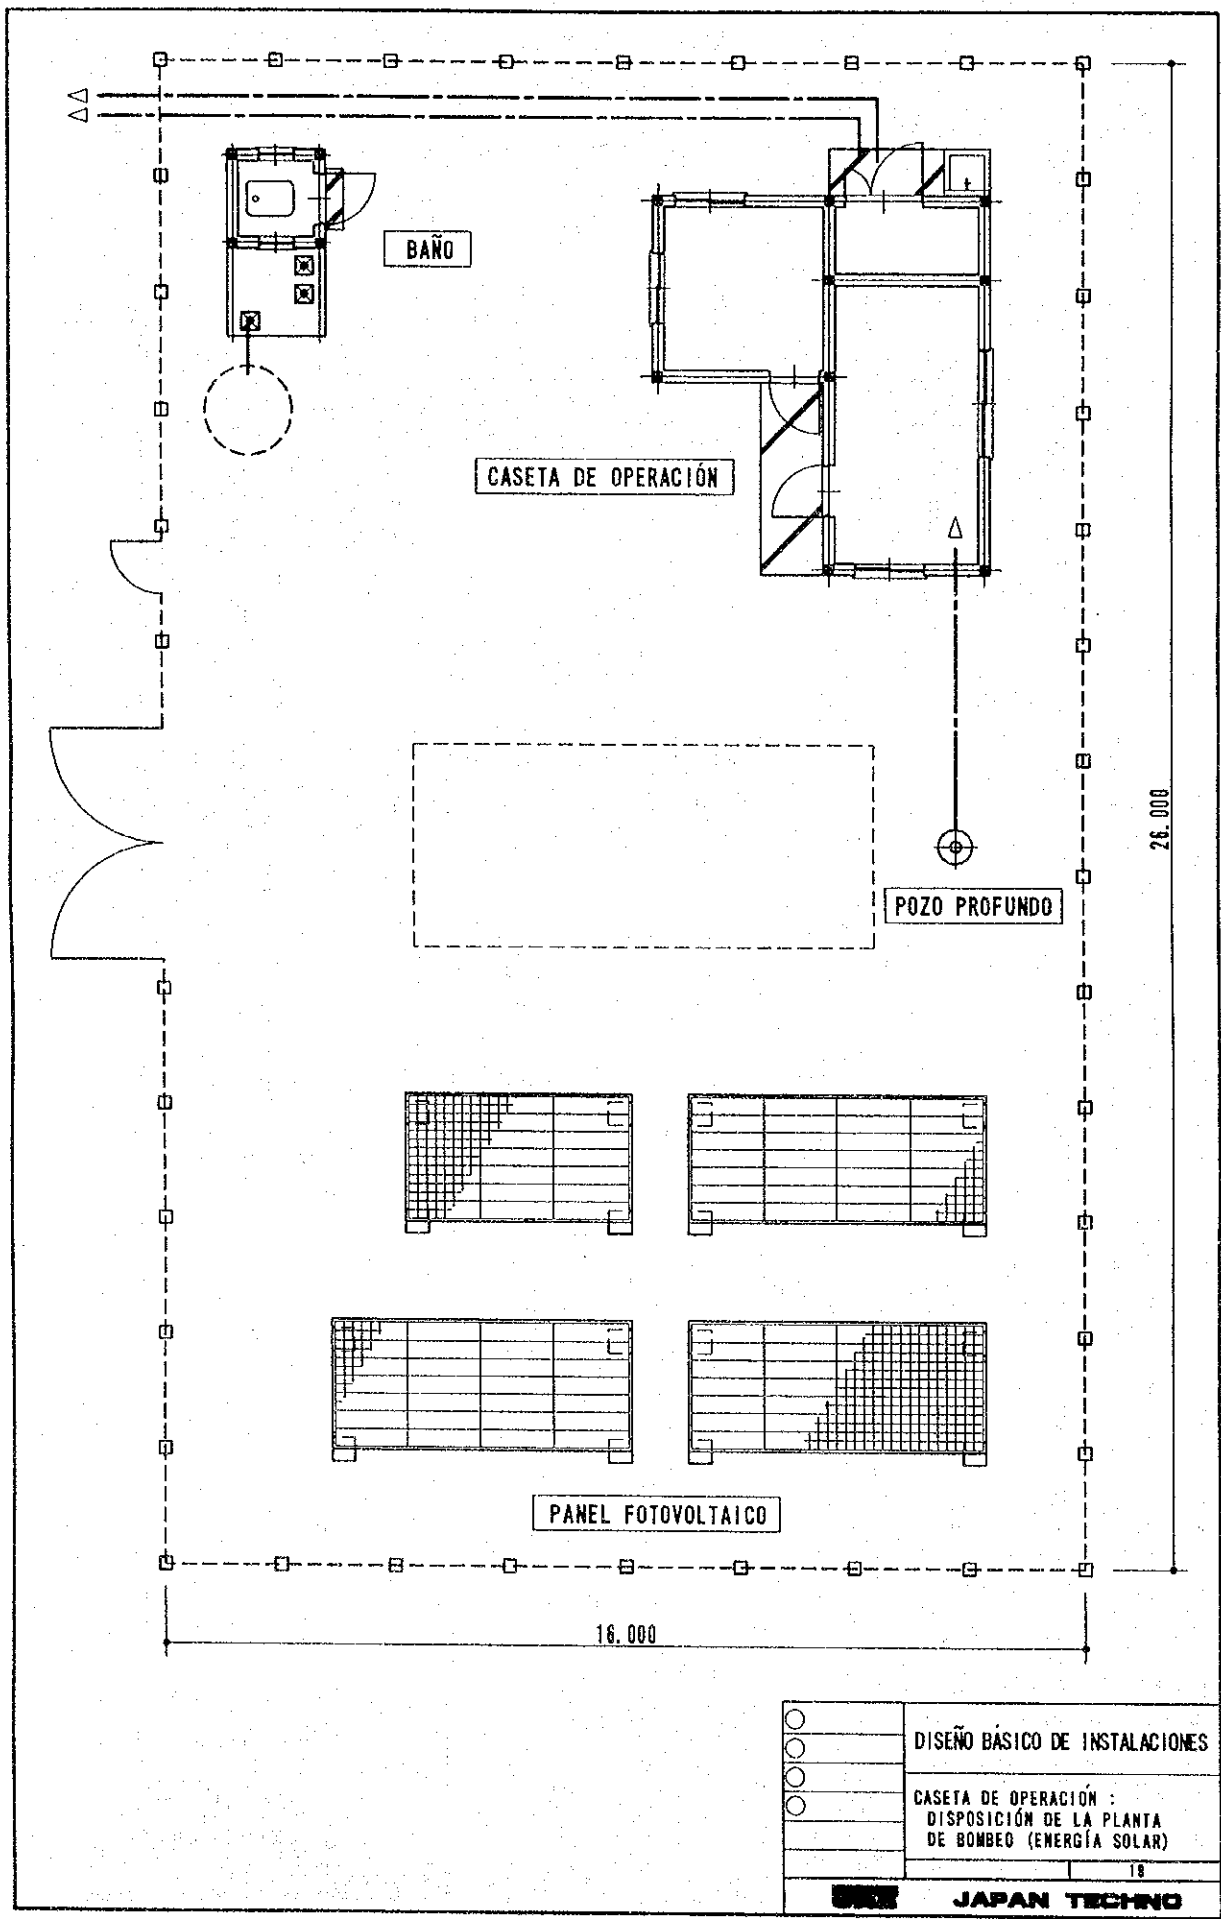 BAÑO
CASETA DE OPERACIÓN
26.000
POZO PROFUNDO
PANEL FOTOVOLTAICO
16.000
DISEÑO BÁSICO DE INSTALACIONES
CASETA DE OPERACIÓN :
DISPOSICIÓN DE LA PLANTA
DE BOMBEO (ENERGÍA SOLAR)
18
JAPAN TECHNO